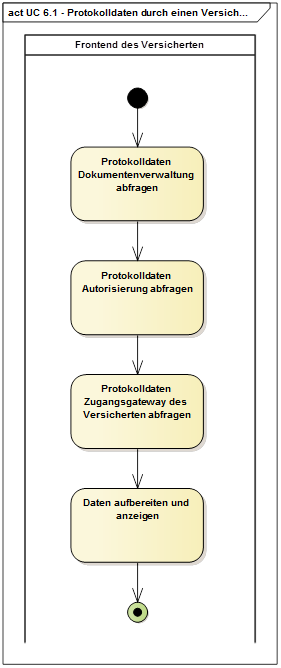 act UC 6.1 - Protokolldaten durch einen Versich...
Frontend des Versicherten
Protokolldaten
Dokumentenverwaltung
abfragen
Protokolldaten
Autorisierung abfragen
Protokolldaten
Zugangsgateway des
Versicherten abfragen
Daten aufbereiten und
anzeigen